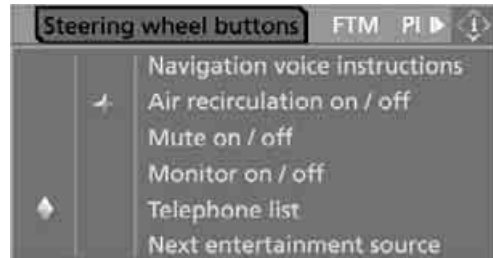 Steering wheel buttons FTM PI
Navigation voice instructions
Air recirculation on / off
Mute on / off
Monitor on / off
Telephone list
Next entertainment source